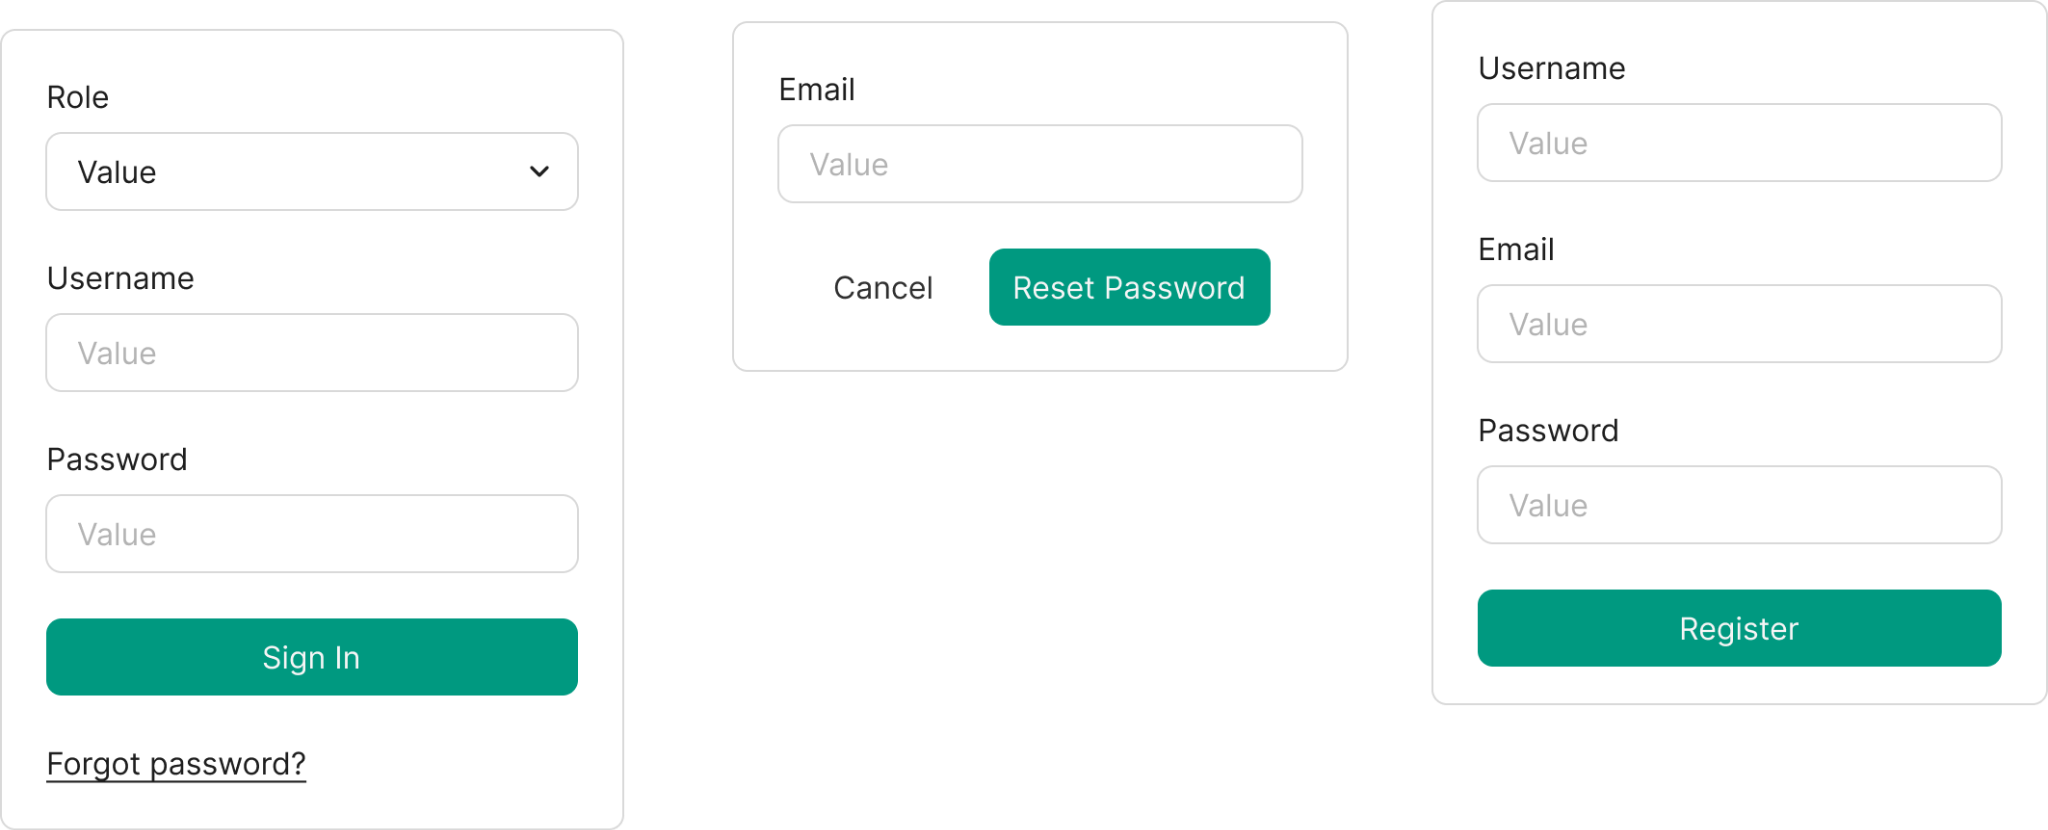 Role
Value
Username
Value
Password
Value
Sign In
Forgot password?
Email
Value
Cancel
Reset Password
Username
Value
Email
Value
Password
Value
Register